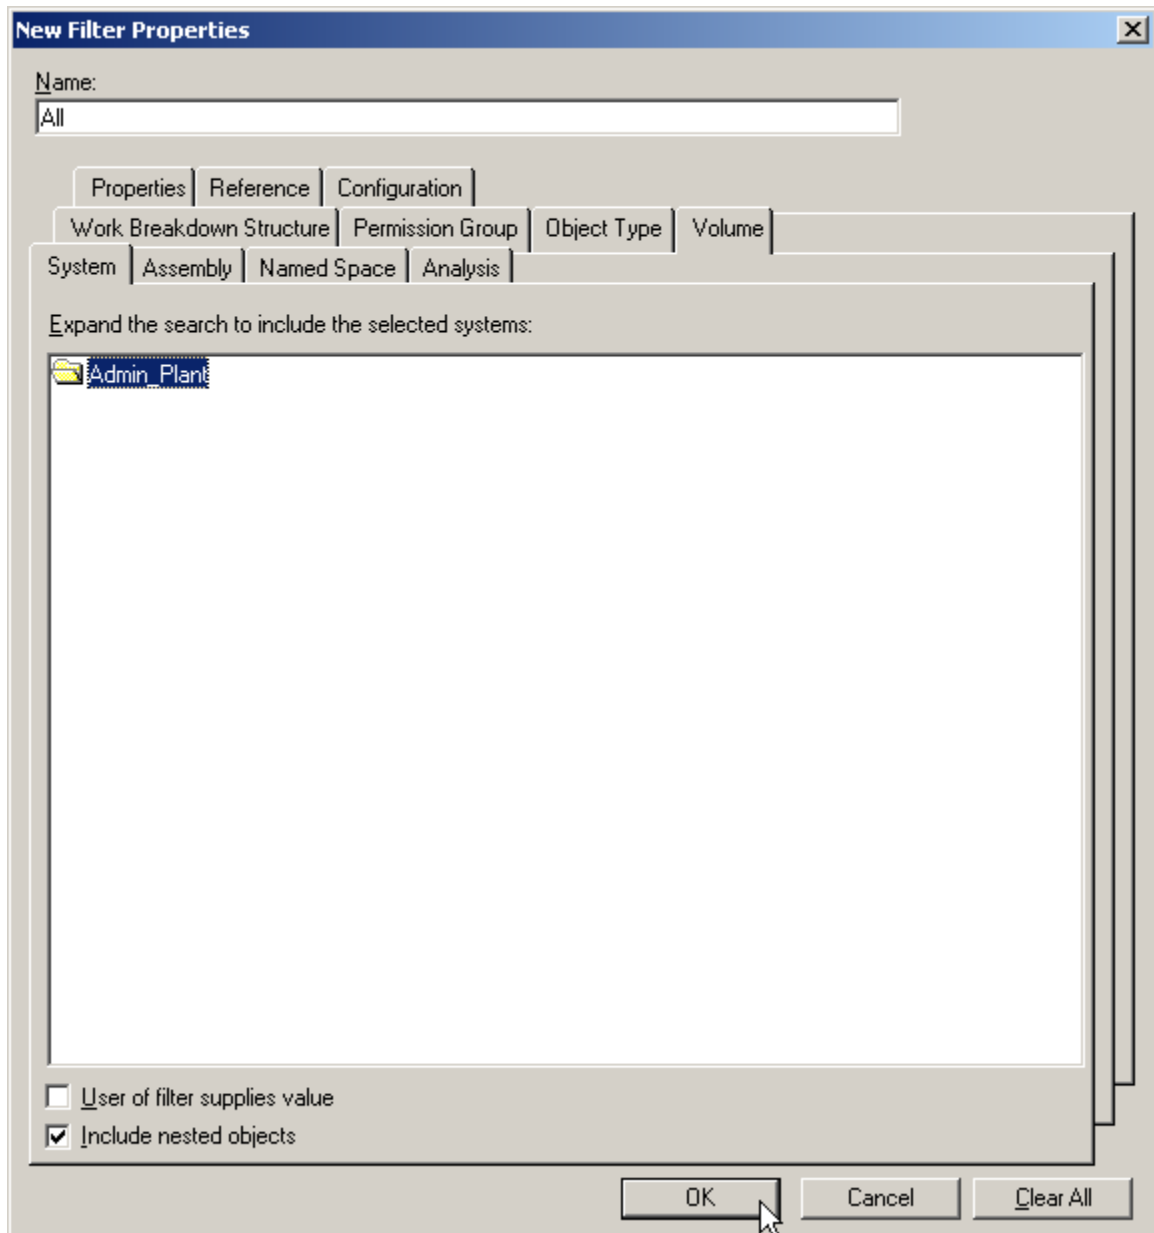 New Filter Properties
Name:
All
Properties Reference Configuration
Work Breakdown Structure Permission Group Object Type Volume
System Assembly Named Space Analysis
Expand the search to include the selected systems:
Admin_Plant
User of filter supplies value
Include nested objects
OK Cancel Clear All